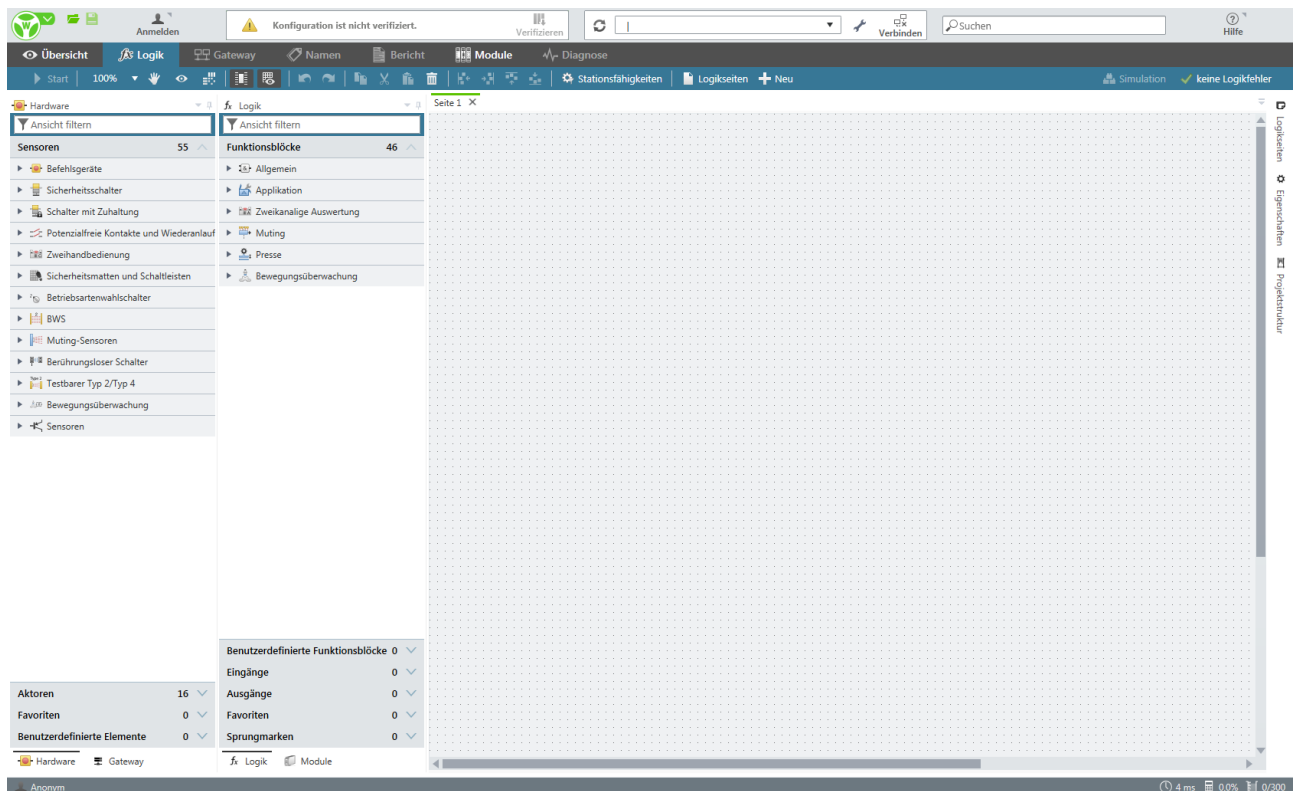 W
Anmelden
Konfiguration ist nicht verifiziert.
Verifizieren
Verbinden
Suchen
Hilfe
Übersicht
Logik
Gateway
Namen
Bericht
Module
Diagnose
Start
100%
Stationsfähigkeiten
Logikseiten
Neu
Simulation
keine Logikfehler
Hardware
Ansicht filtern
Sensoren 55
Befehlsgeräte
Sicherheitsschalter
Schalter mit Zuhaltung
Potenzialfreie Kontakte und Wiederanlauf
Zweihandbedienung
Sicherheitsmatten und Schaltleisten
Betriebsartenwahlschalter
BWS
Muting-Sensoren
Berührungsloser Schalter
Testbarer Typ 2/Typ 4
Bewegungsüberwachung
Sensoren
Aktoren 16
Favoriten 0
Benutzerdefinierte Elemente 0
Hardware
Gateway
fx Logik
Ansicht filtern
Funktionsblöcke 46
Allgemein
Applikation
Zweikanalige Auswertung
Muting
Presse
Bewegungsüberwachung
Benutzerdefinierte Funktionsblöcke 0
Eingänge 0
Ausgänge 0
Favoriten 0
Sprungmarken 0
fx Logik
Module
Seite 1
Logikseiten
Eigenschaften
Projektstruktur
Anonym
4 ms
0.0%
0/300